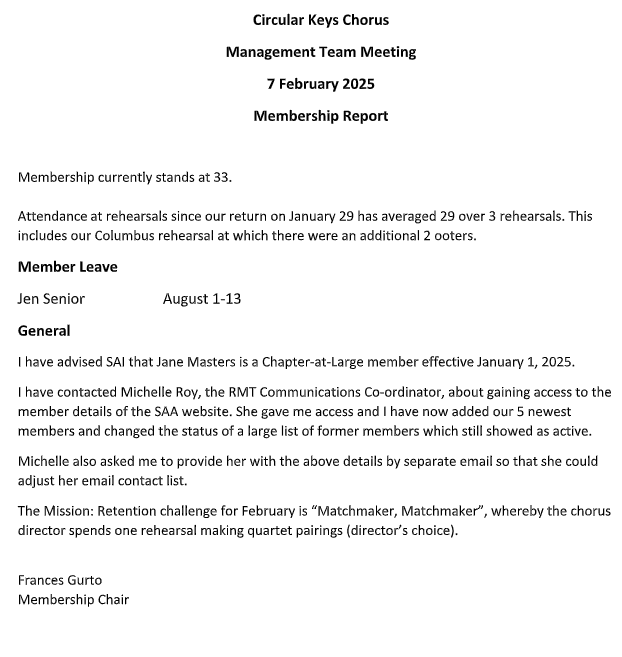 Circular Keys Chorus
Management Team Meeting
7 February 2025
Membership Report
Membership currently stands at 33.
Attendance at rehearsals since our return on January 29 has averaged 29 over 3 rehearsals. This
includes our Columbus rehearsal at which there were an additional 2 ooters.
Member Leave
Jen Senior August 1-13
General
I have advised SAI that Jane Masters is a Chapter-at-Large member effective January 1, 2025.
I have contacted Michelle Roy, the RMT Communications Co-ordinator, about gaining access to the
member details of the SAA website. She gave me access and I have now added our 5 newest
members and changed the status of a large list of former members which still showed as active.
Michelle also asked me to provide her with the above details by separate email so that she could
adjust her email contact list.
The Mission: Retention challenge for February is “Matchmaker, Matchmaker”, whereby the chorus
director spends one rehearsal making quartet pairings (director’s choice).
Frances Gurto
Membership Chair